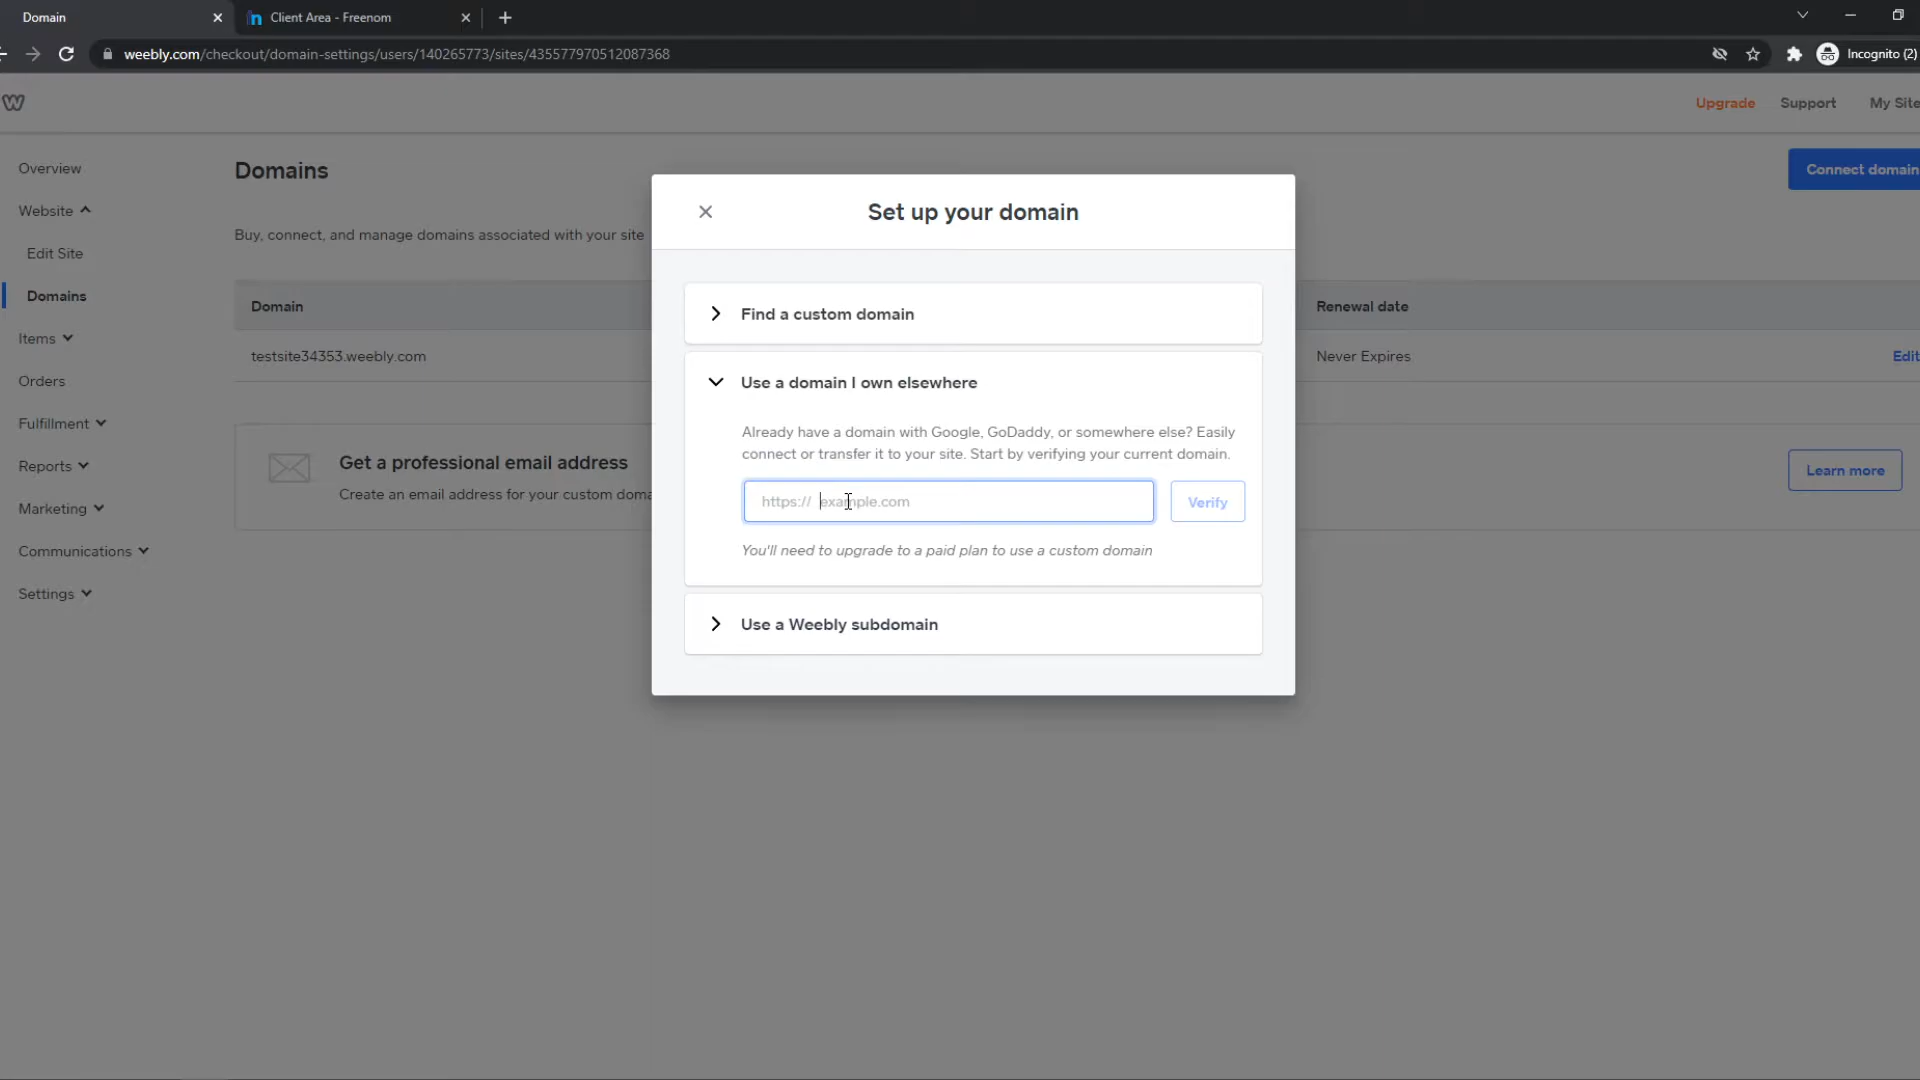 Domain
Client Area - Freenom
weebly.com/checkout/domain-settings/users/140265773/sites/435577970512087368
Incognito (2)
Upgrade
Support
My Site
Overview
Website
Edit Site
Domains
Items
Orders
Fulfillment
Reports
Marketing
Communications
Settings
Domains
Connect domain
Buy, connect, and manage domains associated with your site
Domain
Renewal date
testsite34353.weebly.com
Never Expires
Edit
Get a professional email address
Create an email address for your custom doma
Learn more
Set up your domain
Find a custom domain
Use a domain I own elsewhere
Already have a domain with Google, GoDaddy, or somewhere else? Easily
connect or transfer it to your site. Start by verifying your current domain.
https:// example.com
Verify
You'll need to upgrade to a paid plan to use a custom domain
Use a Weebly subdomain